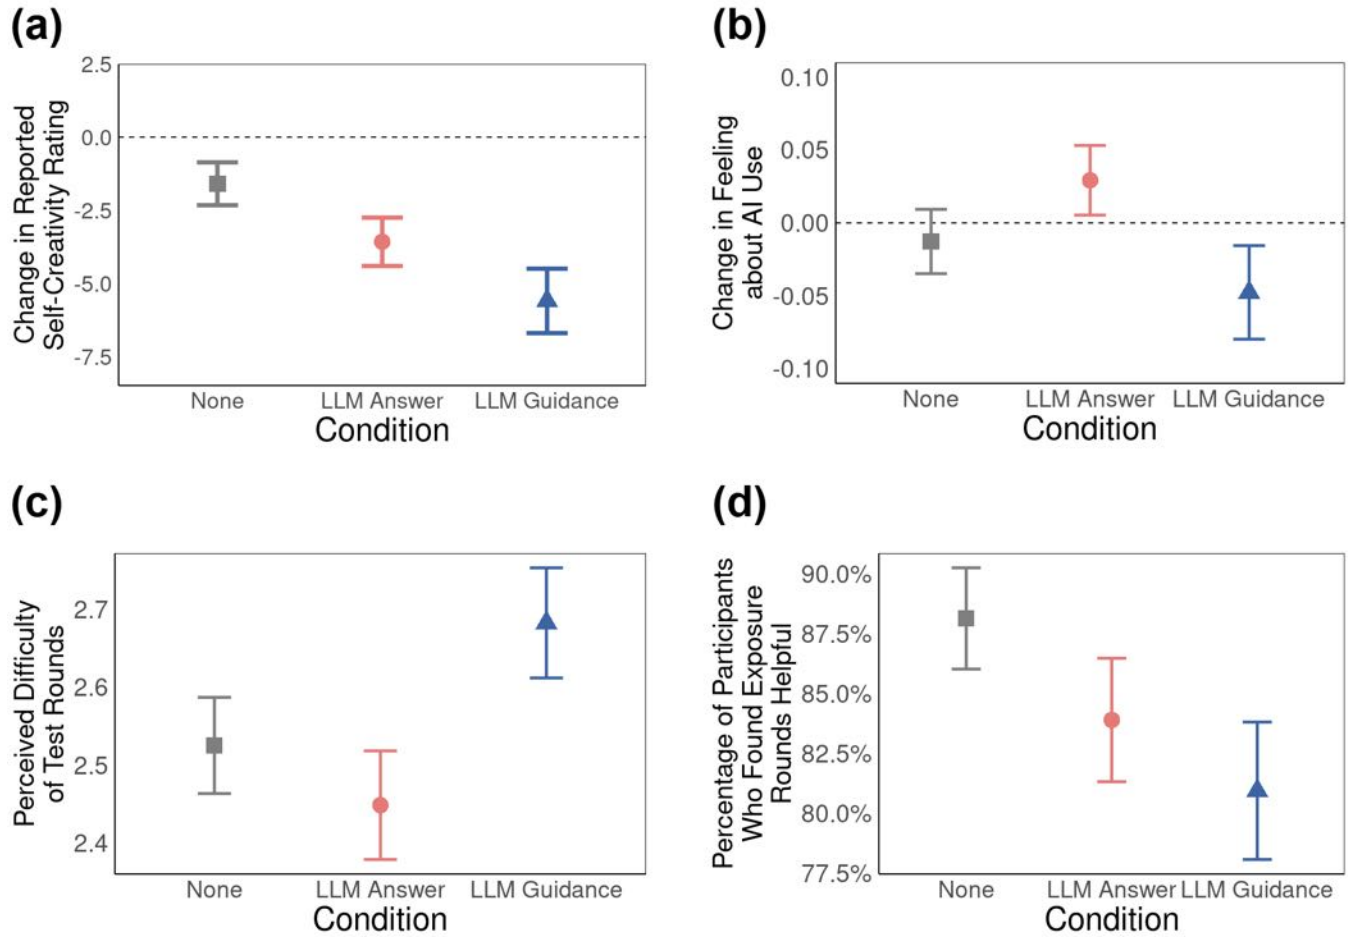 (a)
Change in Reported
Self-Creativity Rating
2.5
0.0
-2.5
-5.0
-7.5
None
LLM Answer
LLM Guidance
Condition
(b)
Change in Feeling
about AI Use
0.10
0.05
0.00
-0.05
-0.10
None
LLM Answer
LLM Guidance
Condition
(c)
Perceived Difficulty
of Test Rounds
2.7
2.6
2.5
2.4
None
LLM Answer
LLM Guidance
Condition
(d)
Percentage of Participants
Who Found Exposure
Rounds Helpful
90.0%
87.5%
85.0%
82.5%
80.0%
77.5%
None
LLM Answer
LLM Guidance
Condition